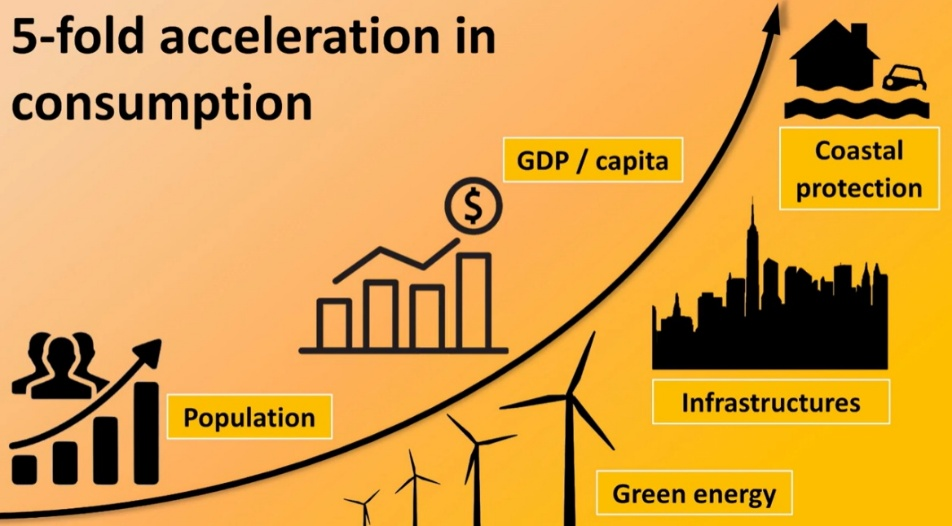 5-fold acceleration in
consumption
GDP / capita
$
Coastal
protection
Population
Infrastructures
Green energy